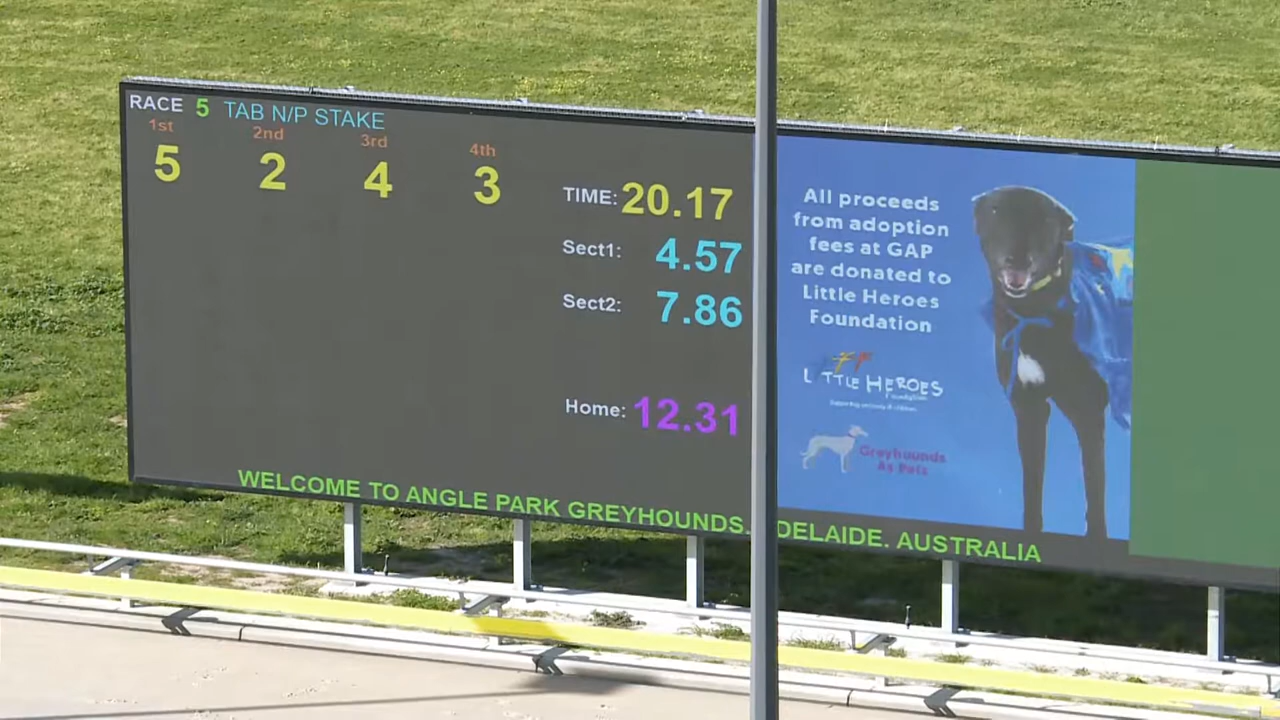 RACE 5 TAB N/P STAKE
1st 2nd 3rd 4th
5 2 4 3
TIME: 20.17
Sect1: 4.57
Sect2: 7.86
Home: 12.31
All proceeds
from adoption
fees at GAP
are donated to
Little Heroes
Foundation
L TTLE HEROES
Foundation
Greyhounds
As Pets
WELCOME TO ANGLE PARK GREYHOUNDS. DELAIDE. AUSTRALIA